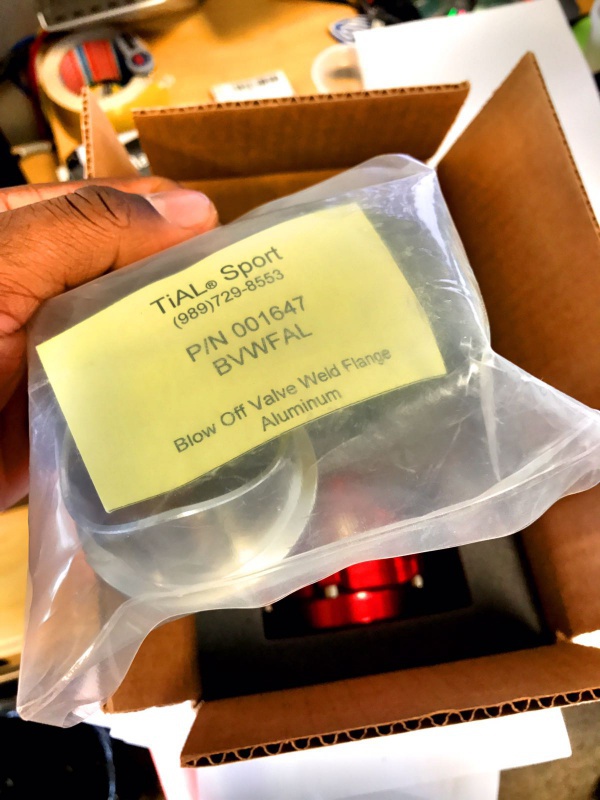 TiAL® Sport
(989)729-8553
P/N 001647
BVWFAL
Blow Off Valve Weld Flange
Aluminum